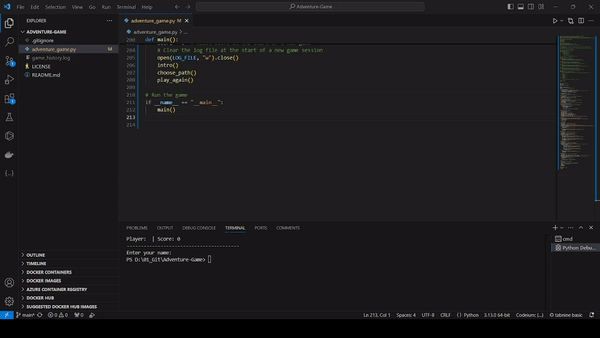 File Edit Selection View Go Run Terminal Help
Adventure-Game
EXPLORER
ADVENTURE-GAME
.gitignore
adventure_game.py M
game_history.log
LICENSE
README.md
OUTLINE
TIMELINE
DOCKER CONTAINERS
DOCKER IMAGES
AZURE CONTAINER REGISTRY
DOCKER HUB
SUGGESTED DOCKER HUB IMAGES
adventure_game.py M
adventure_game.py > ...
200 def main():
204 # Clear the log file at the start of a new game session
205 open(LOG_FILE, "w").close()
206 intro()
207 choose_path()
208 play_again()
209
210 # Run the game
211 if __name__ == "__main__":
212 main()
213
214
PROBLEMS OUTPUT DEBUG CONSOLE TERMINAL PORTS COMMENTS
Player: | Score: 0
----------------------------------------
Enter your name:
PS D:\01_Git\Adventure-Game>
cmd
Python Debu...
main* 0 0 0 Ln 213, Col 1 Spaces: 4 UTF-8 CRLF Python 3.13.0 64-bit Codeium: {...} tabnine basic